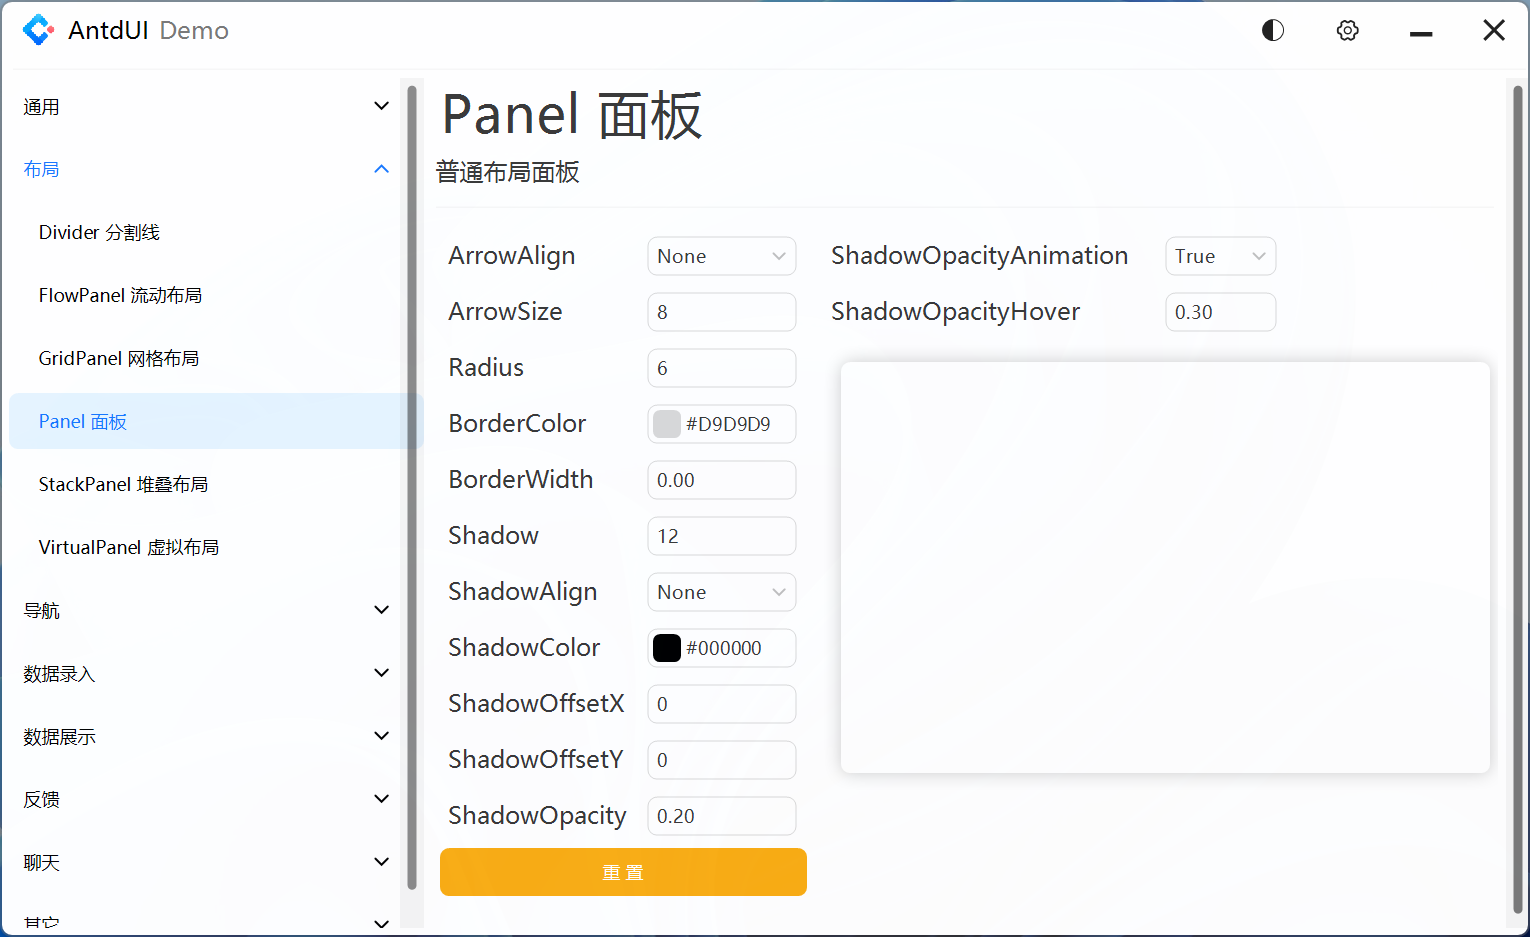 AntdUI Demo
通用
布局
Divider 分割线
FlowPanel 流动布局
GridPanel 网格布局
Panel 面板
StackPanel 堆叠布局
VirtualPanel 虚拟布局
导航
数据录入
数据展示
反馈
聊天
其它
Panel 面板
普通布局面板
ArrowAlign None
ArrowSize 8
Radius 6
BorderColor #D9D9D9
BorderWidth 0.00
Shadow 12
ShadowAlign None
ShadowColor #000000
ShadowOffsetX 0
ShadowOffsetY 0
ShadowOpacity 0.20
重置
ShadowOpacityAnimation True
ShadowOpacityHover 0.30